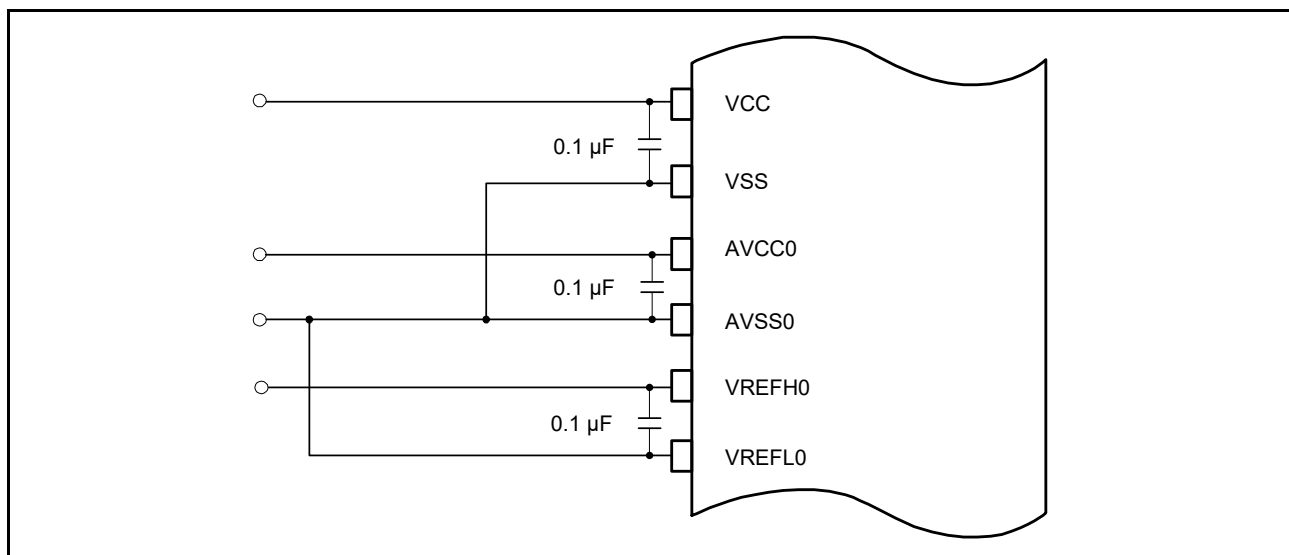 VCC
0.1 µF
VSS
AVCC0
0.1 µF
AVSS0
VREFH0
0.1 µF
VREFL0